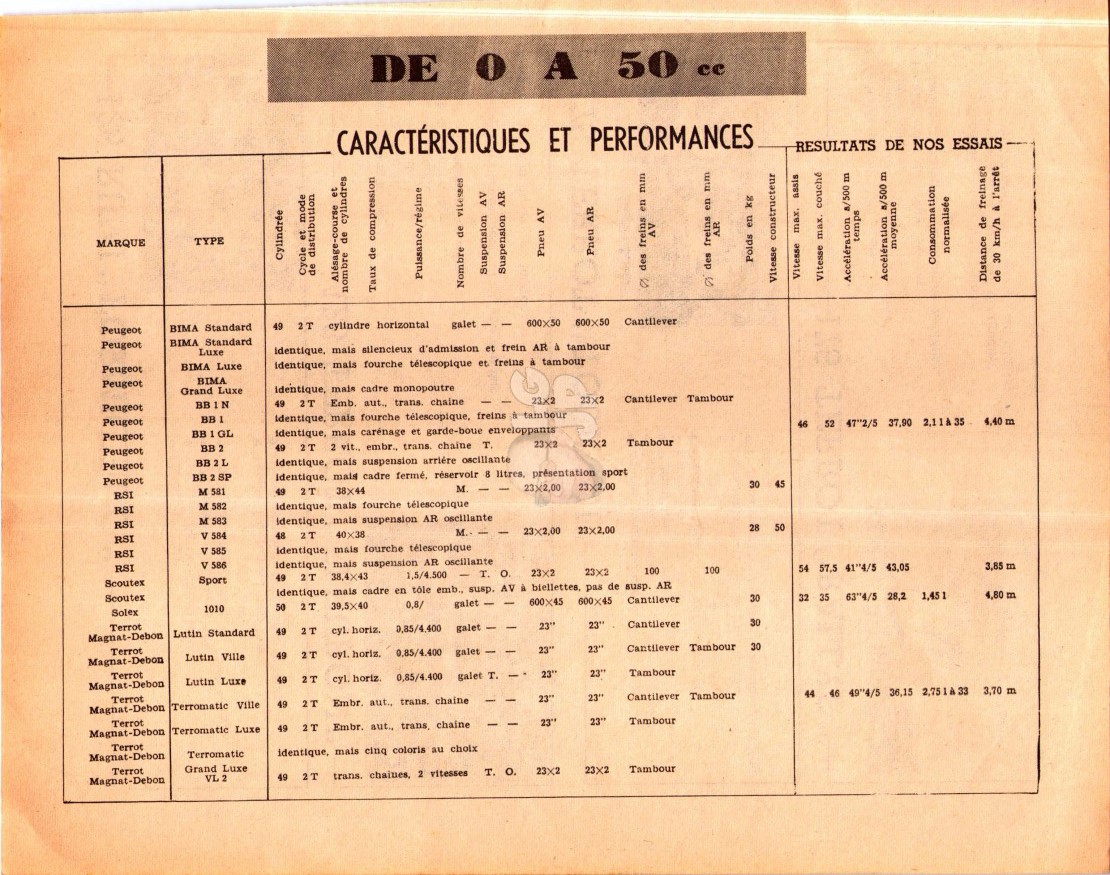 DE 0 A 50 cc
CARACTÉRISTIQUES ET PERFORMANCES
RESULTATS DE NOS ESSAIS
MARQUE TYPE Cylindrée Cycle et mode de distribution Alésage-course et nombre de cylindres Taux de compression Puissance/régime Nombre de vitesses Suspension AV Suspension AR Pneu AV Pneu AR ∅ des freins en mm AV ∅ des freins en mm AR Poids en kg Vitesse constructeur Vitesse max. assis Vitesse max. couché Accélération s/500 m temps Accélération s/500 m moyenne Consommation normalisée Distance de freinage de 30 km/h à l'arrêt
Peugeot BIMA Standard 49 2 T cylindre horizontal galet — — 600×50 600×50 Cantilever
Peugeot BIMA Standard Luxe identique, mais silencieux d'admission et frein AR à tambour
Peugeot BIMA Luxe identique, mais fourche télescopique et freins à tambour
Peugeot BIMA Grand Luxe identique, mais cadre monopoutre
Peugeot BB 1 N 49 2 T Emb. aut., trans. chaîne — — 23×2 23×2 Cantilever Tambour
Peugeot BB 1 identique, mais fourche télescopique, freins à tambour 46 52 47"2/5 37,90 2,1 l à 35 4,40 m
Peugeot BB 1 GL identique, mais carénage et garde-boue enveloppants
Peugeot BB 2 49 2 T 2 vit., embr., trans. chaîne T. 23×2 23×2 Tambour
Peugeot BB 2 L identique, mais suspension arrière oscillante
Peugeot BB 2 SP identique, mais cadre fermé, réservoir 8 litres, présentation sport
RSI M 581 49 2 T 38×44 M. — — 23×2,00 23×2,00 30 45
RSI M 582 identique, mais fourche télescopique
RSI M 583 identique, mais suspension AR oscillante
RSI V 584 48 2 T 40×38 M. — — 23×2,00 23×2,00 28 50
RSI V 585 identique, mais fourche télescopique
RSI V 586 identique, mais suspension AR oscillante
Scoutex Sport 49 2 T 38,4×43 1,5/4.500 — T. O. 23×2 23×2 100 100 54 57,5 41"4/5 43,05 3,85 m
Scoutex identique, mais cadre en tôle emb., susp. AV à biellettes, pas de susp. AR
Solex 1010 50 2 T 39,5×40 0,8/ galet — — 600×45 600×45 Cantilever 30 32 35 63"4/5 28,2 1,45 l 4,80 m
Terrot Magnat-Debon Lutin Standard 49 2 T cyl. horiz. 0,85/4.400 galet — — 23" 23" Cantilever 30
Terrot Magnat-Debon Lutin Ville 49 2 T cyl. horiz. 0,85/4.400 galet — — 23" 23" Cantilever Tambour 30
Terrot Magnat-Debon Lutin Luxe 49 2 T cyl. horiz. 0,85/4.400 galet T. — 23" 23" Tambour
Terrot Magnat-Debon Terromatic Ville 49 2 T Embr. aut., trans. chaîne — — 23" 23" Cantilever Tambour 44 46 49"4/5 36,15 2,75 l à 33 3,70 m
Terrot Magnat-Debon Terromatic Luxe 49 2 T Embr. aut., trans, chaîne — — 23" 23" Tambour
Terrot Magnat-Debon Terromatic Grand Luxe identique, mais cinq coloris au choix
Terrot Magnat-Debon VL 2 49 2 T trans. chaînes, 2 vitesses T. O. 23×2 23×2 Tambour